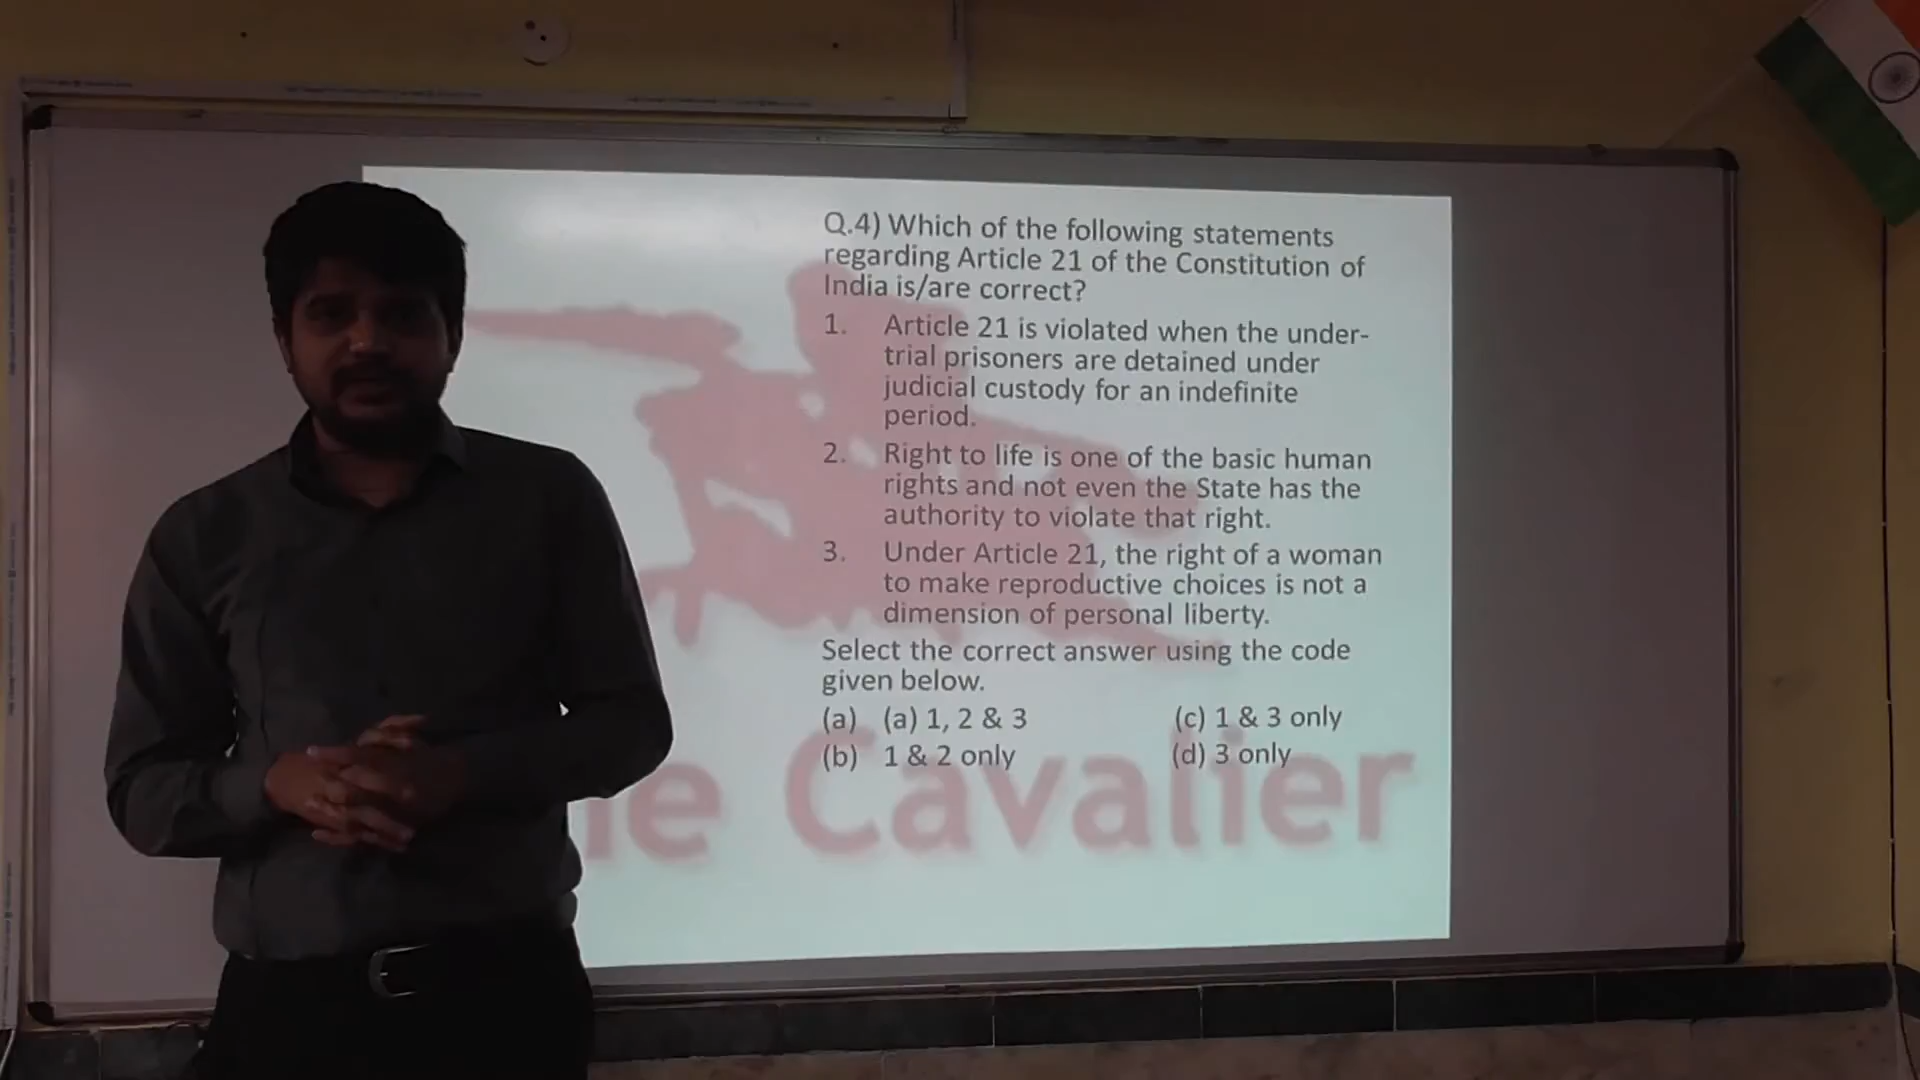 Q.4) Which of the following statements
regarding Article 21 of the Constitution of
India is/are correct?
1. Article 21 is violated when the under-
trial prisoners are detained under
judicial custody for an indefinite
period.
2. Right to life is one of the basic human
rights and not even the State has the
authority to violate that right.
3. Under Article 21, the right of a woman
to make reproductive choices is not a
dimension of personal liberty.
Select the correct answer using the code
given below.
(a) (a) 1, 2 & 3 (c) 1 & 3 only
(b) 1 & 2 only (d) 3 only
he Cavalier